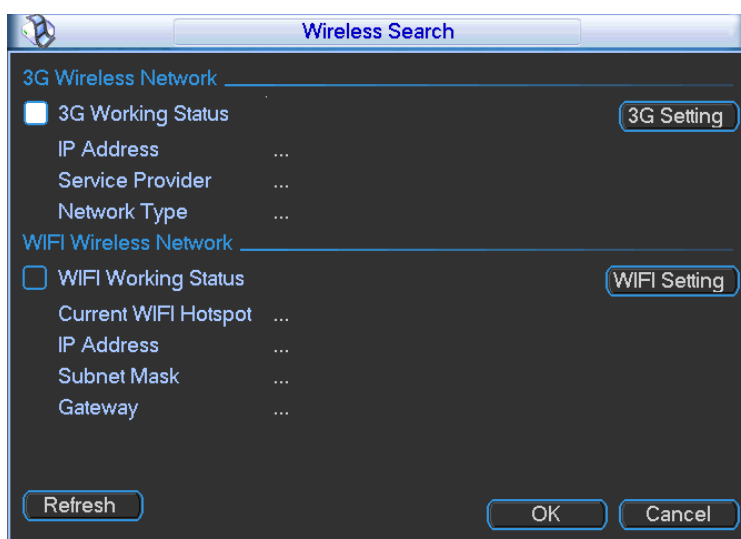 Wireless Search
3G Wireless Network
3G Working Status
3G Setting
IP Address ...
Service Provider ...
Network Type ...
WIFI Wireless Network
WIFI Working Status
WIFI Setting
Current WIFI Hotspot ...
IP Address ...
Subnet Mask ...
Gateway ...
Refresh
OK
Cancel